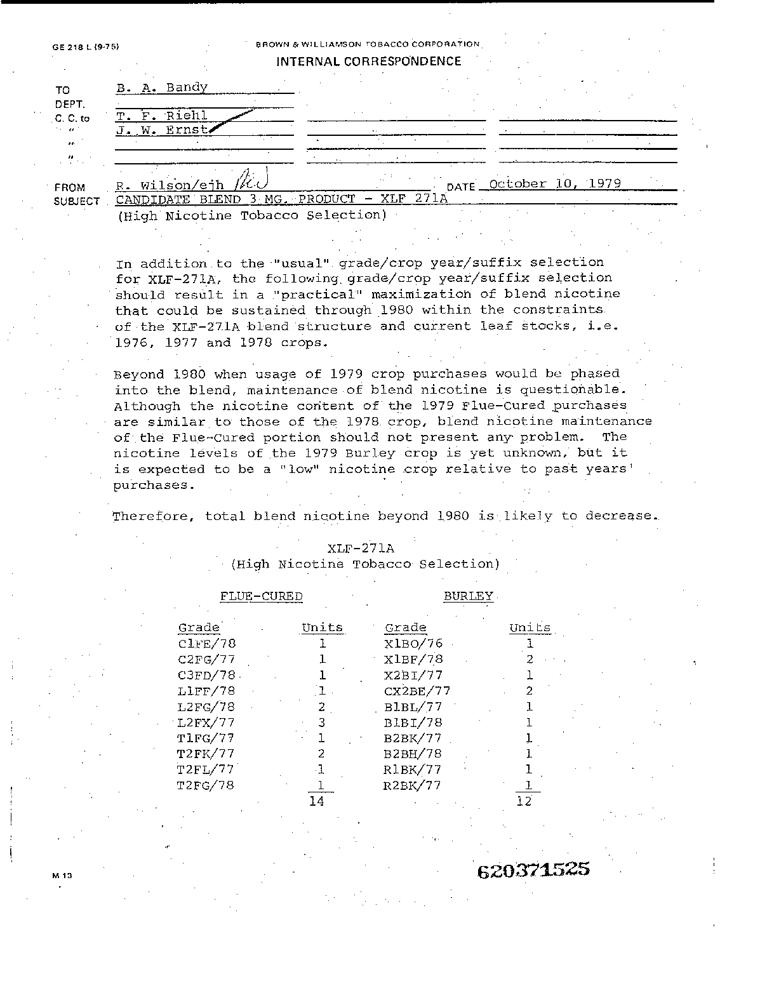 GE 218 L (9-75)
BROWN & WILLIAMSON TOBACCO CORPORATION
INTERNAL CORRESPONDENCE
TO B. A. Bandy
DEPT.
C. C. to T. F. Riehl
" J. W. Ernst
"
"
FROM R. Wilson/ejh DATE October 10, 1979
SUBJECT CANDIDATE BLEND 3 MG. PRODUCT - XLF 271A
(High Nicotine Tobacco Selection)
In addition to the "usual" grade/crop year/suffix selection
for XLF-271A, the following grade/crop year/suffix selection
should result in a "practical" maximization of blend nicotine
that could be sustained through 1980 within the constraints
of the XLF-271A blend structure and current leaf stocks, i.e.
1976, 1977 and 1978 crops.
Beyond 1980 when usage of 1979 crop purchases would be phased
into the blend, maintenance of blend nicotine is questionable.
Although the nicotine content of the 1979 Flue-Cured purchases
are similar to those of the 1978 crop, blend nicotine maintenance
of the Flue-Cured portion should not present any problem. The
nicotine levels of the 1979 Burley crop is yet unknown, but it
is expected to be a "low" nicotine crop relative to past years'
purchases.
Therefore, total blend nicotine beyond 1980 is likely to decrease.
XLF-271A
(High Nicotine Tobacco Selection)
FLUE-CURED BURLEY
Grade Units Grade Units
C1FE/78 1 X1BO/76 1
C2FG/77 1 X1BF/78 2
C3FD/78 1 X2BI/77 1
L1FF/78 1 CX2BE/77 2
L2FG/78 2 B1BL/77 1
L2FX/77 3 B1BI/78 1
T1FG/77 1 B2BK/77 1
T2FK/77 2 B2BH/78 1
T2FL/77 1 R1BK/77 1
T2FG/78 1 R2BK/77 1
14 12
M 13
620371525